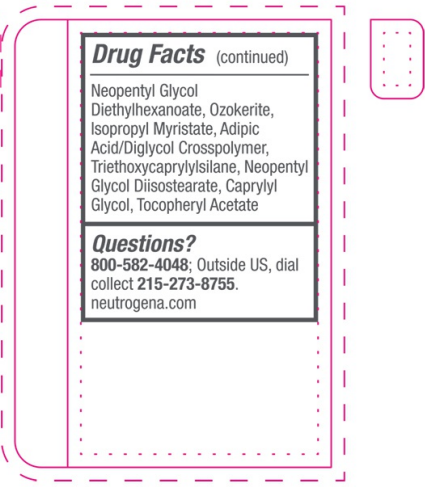 Drug Facts (continued)
Neopentyl Glycol
Diethylhexanoate, Ozokerite,
Isopropyl Myristate, Adipic
Acid/Diglycol Crosspolymer,
Triethoxycaprylylsilane, Neopentyl
Glycol Diisostearate, Caprylyl
Glycol, Tocopheryl Acetate
Questions?
800-582-4048; Outside US, dial
collect 215-273-8755.
neutrogena.com